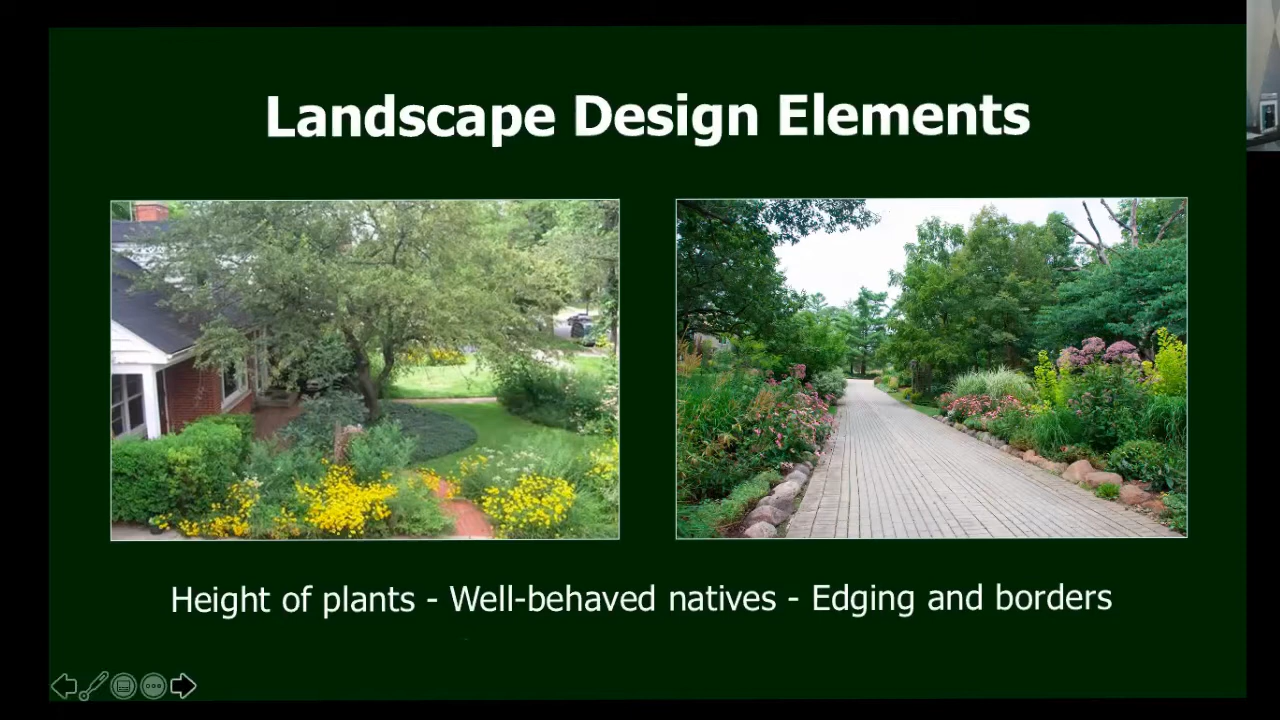 Landscape Design Elements
Height of plants - Well-behaved natives - Edging and borders